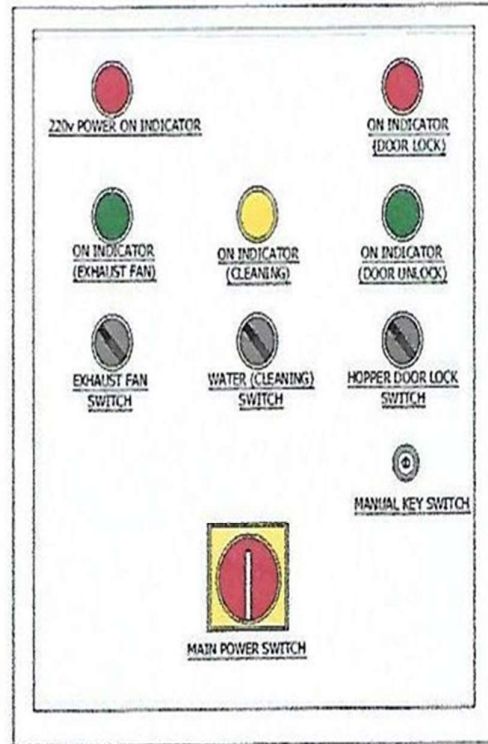 220v POWER ON INDICATOR
ON INDICATOR
(DOOR LOCK)
ON INDICATOR
(EXHAUST FAN)
ON INDICATOR
(CLEANING)
ON INDICATOR
(DOOR UNLOCK)
EXHAUST FAN
SWITCH
WATER (CLEANING)
SWITCH
HOPPER DOOR LOCK
SWITCH
MANUAL KEY SWITCH
MAIN POWER SWITCH